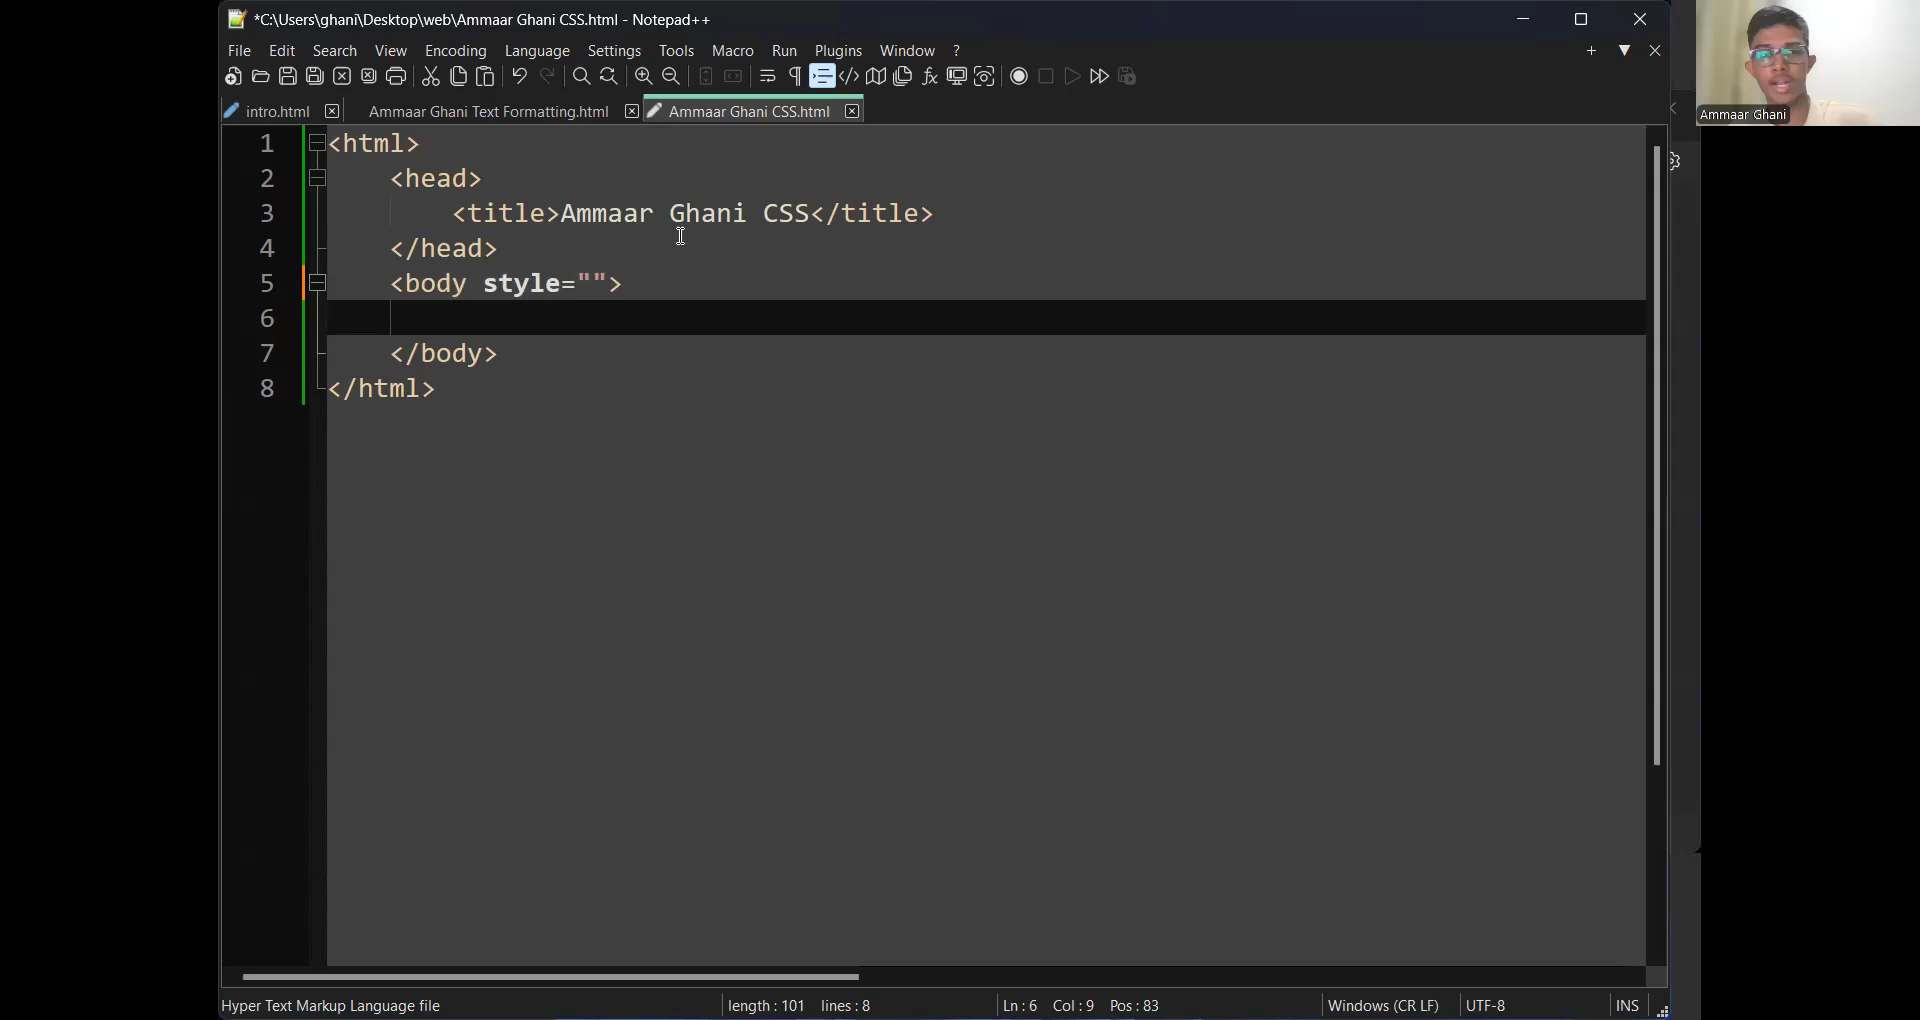 *C:\Users\ghani\Desktop\web\Ammaar Ghani CSS.html - Notepad++
File Edit Search View Encoding Language Settings Tools Macro Run Plugins Window ?
intro.html Ammaar Ghani Text Formatting.html Ammaar Ghani CSS.html
Ammaar Ghani
1 <html>
2 <head>
3 <title>Ammaar Ghani CSS</title>
4 </head>
5 <body style="">
6
7 </body>
8 </html>
Hyper Text Markup Language file length : 101 lines : 8 Ln : 6 Col : 9 Pos : 83 Windows (CR LF) UTF-8 INS